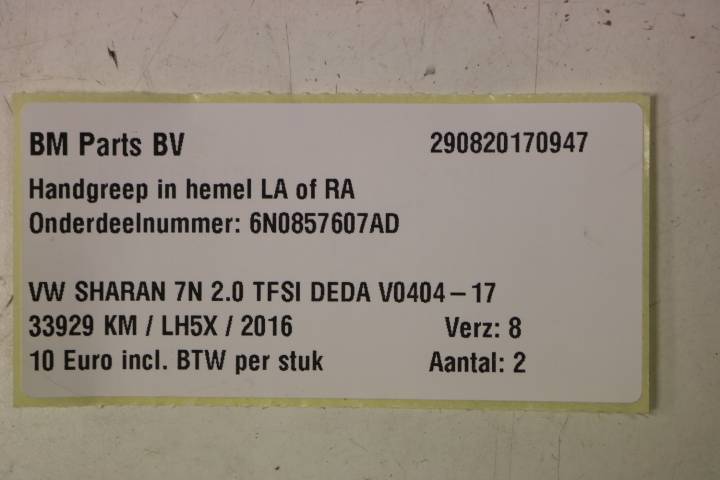 BM Parts BV 290820170947
Handgreep in hemel LA of RA
Onderdeelnummer: 6N0857607AD
VW SHARAN 7N 2.0 TFSI DEDA V0404-17
33929 KM / LH5X / 2016 Verz: 8
10 Euro incl. BTW per stuk Aantal: 2